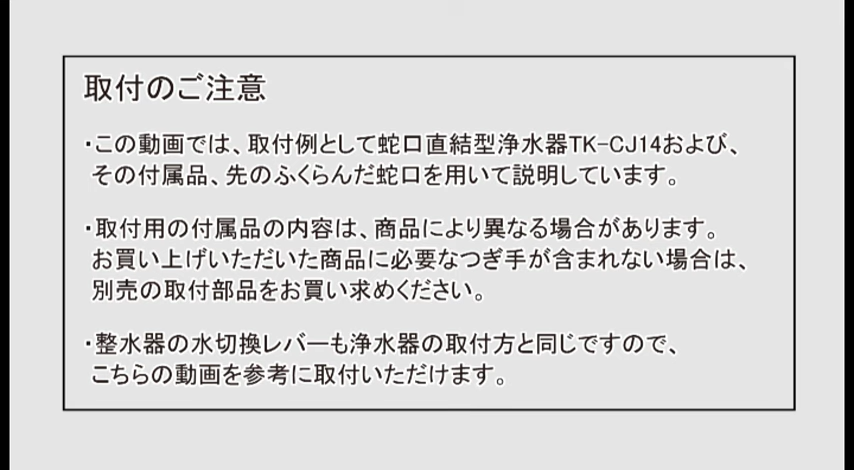 取付のご注意
・この動画では、取付例として蛇口直結型浄水器TK-CJ14および、
その付属品、先のふくらんだ蛇口を用いて説明しています。
・取付用の付属品の内容は、商品により異なる場合があります。
お買い上げいただいた商品に必要なつぎ手が含まれない場合は、
別売の取付部品をお買い求めください。
・整水器の水切換レバーも浄水器の取付方と同じですので、
こちらの動画を参考に取付いただけます。